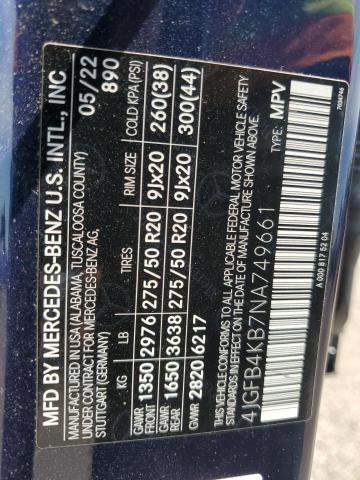 MFD BY MERCEDES-BENZ U.S. INTL., INC
MANUFACTURED IN USA/ALABAMA, TUSCALOOSA COUNTY)
UNDER CONTRACT FOR MERCEDES-BENZ AG,
STUTTGART (GERMANY)
05/22
890
KG LB TIRES RIM SIZE COLD KPA (PSI)
GAWR FRONT 1350 2976 275/50 R20 9Jx20 260(38)
GAWR REAR 1650 3638 275/50 R20 9Jx20 300(44)
GVWR 2820 6217
THIS VEHICLE CONFORMS TO ALL APPLICABLE FEDERAL MOTOR VEHICLE SAFETY
STANDARDS IN EFFECT ON THE DATE OF MANUFACTURE SHOWN ABOVE.
4JGFB4KB7NA749661 TYPE: MPV
A 000 817 52 04